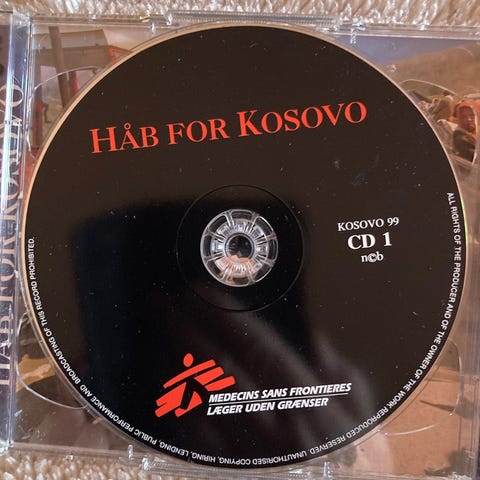 HÅB FOR KOSOVO
KOSOVO 99
CD 1
n©b
MEDECINS SANS FRONTIERES
LÆGER UDEN GRÆNSER
ALL RIGHTS OF THE PRODUCER AND OF THE OWNER OF THE WORK REPRODUCED RESERVED. UNAUTHORISED COPYING, HIRING, LENDING, PUBLIC PERFORMANCE AND BROADCASTING OF THIS RECORD PROHIBITED.
HÅB FOR KOSOVO